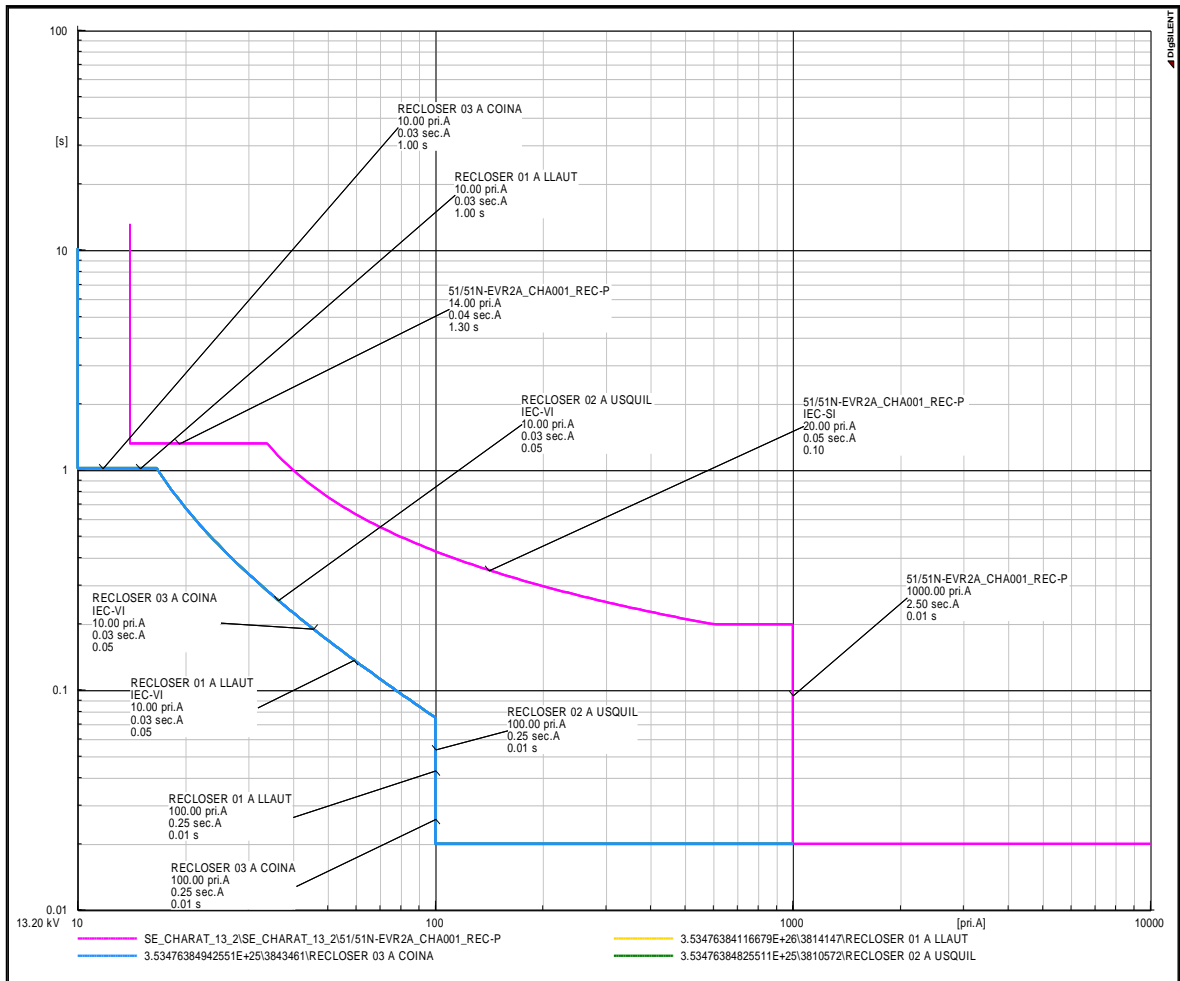 100
DIgSILENT
RECLOSER 03 A COINA
10.00 pri.A
0.03 sec.A
1.00 s
[s]
RECLOSER 01 A LLAUT
10.00 pri.A
0.03 sec.A
1.00 s
10
51/51N-EVR2A_CHA001_REC-P
14.00 pri.A
0.04 sec.A
1.30 s
RECLOSER 02 A USQUIL
IEC-VI
10.00 pri.A
0.03 sec.A
0.05
51/51N-EVR2A_CHA001_REC-P
IEC-SI
20.00 pri.A
0.05 sec.A
0.10
1
51/51N-EVR2A_CHA001_REC-P
1000.00 pri.A
2.50 sec.A
0.01 s
RECLOSER 03 A COINA
IEC-VI
10.00 pri.A
0.03 sec.A
0.05
RECLOSER 01 A LLAUT
IEC-VI
10.00 pri.A
0.03 sec.A
0.05
0.1
RECLOSER 02 A USQUIL
100.00 pri.A
0.25 sec.A
0.01 s
RECLOSER 01 A LLAUT
100.00 pri.A
0.25 sec.A
0.01 s
RECLOSER 03 A COINA
100.00 pri.A
0.25 sec.A
0.01 s
0.01
13.20 kV 10 100 1000 [pri.A] 10000
SE_CHARAT_13_2\SE_CHARAT_13_2\51/51N-EVR2A_CHA001_REC-P
3.53476384116679E+26\3814147\RECLOSER 01 A LLAUT
3.53476384942551E+25\3843461\RECLOSER 03 A COINA
3.53476384825511E+25\3810572\RECLOSER 02 A USQUIL